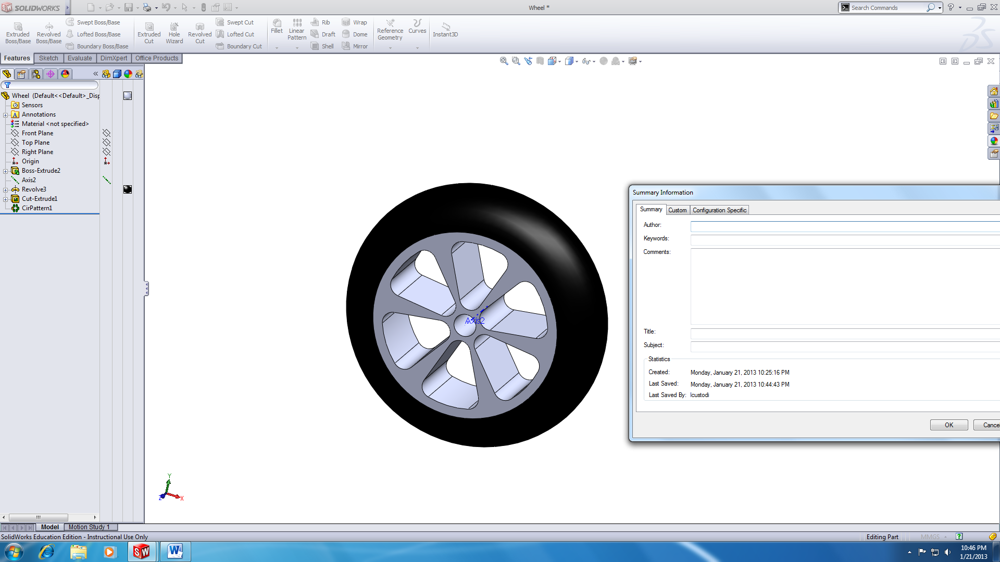 SOLIDWORKS
Wheel *
Search Commands
Extruded Boss/Base
Revolved Boss/Base
Swept Boss/Base
Lofted Boss/Base
Boundary Boss/Base
Extruded Cut
Hole Wizard
Revolved Cut
Swept Cut
Lofted Cut
Boundary Cut
Fillet
Linear Pattern
Rib
Draft
Shell
Wrap
Dome
Mirror
Reference Geometry
Curves
Instant3D
Features
Sketch
Evaluate
DimXpert
Office Products
Wheel (Default<<Default>_Disp
Sensors
Annotations
Material <not specified>
Front Plane
Top Plane
Right Plane
Origin
Boss-Extrude2
Axis2
Revolve3
Cut-Extrude1
CirPattern1
Axis2
Y
X
Z
Summary Information
Summary
Custom
Configuration Specific
Author:
Keywords:
Comments:
Title:
Subject:
Statistics
Created: Monday, January 21, 2013 10:25:16 PM
Last Saved: Monday, January 21, 2013 10:44:43 PM
Last Saved By: lcustodi
OK
Cance
Model
Motion Study 1
SolidWorks Education Edition - Instructional Use Only
Editing Part
MMGS
10:46 PM
1/21/2013